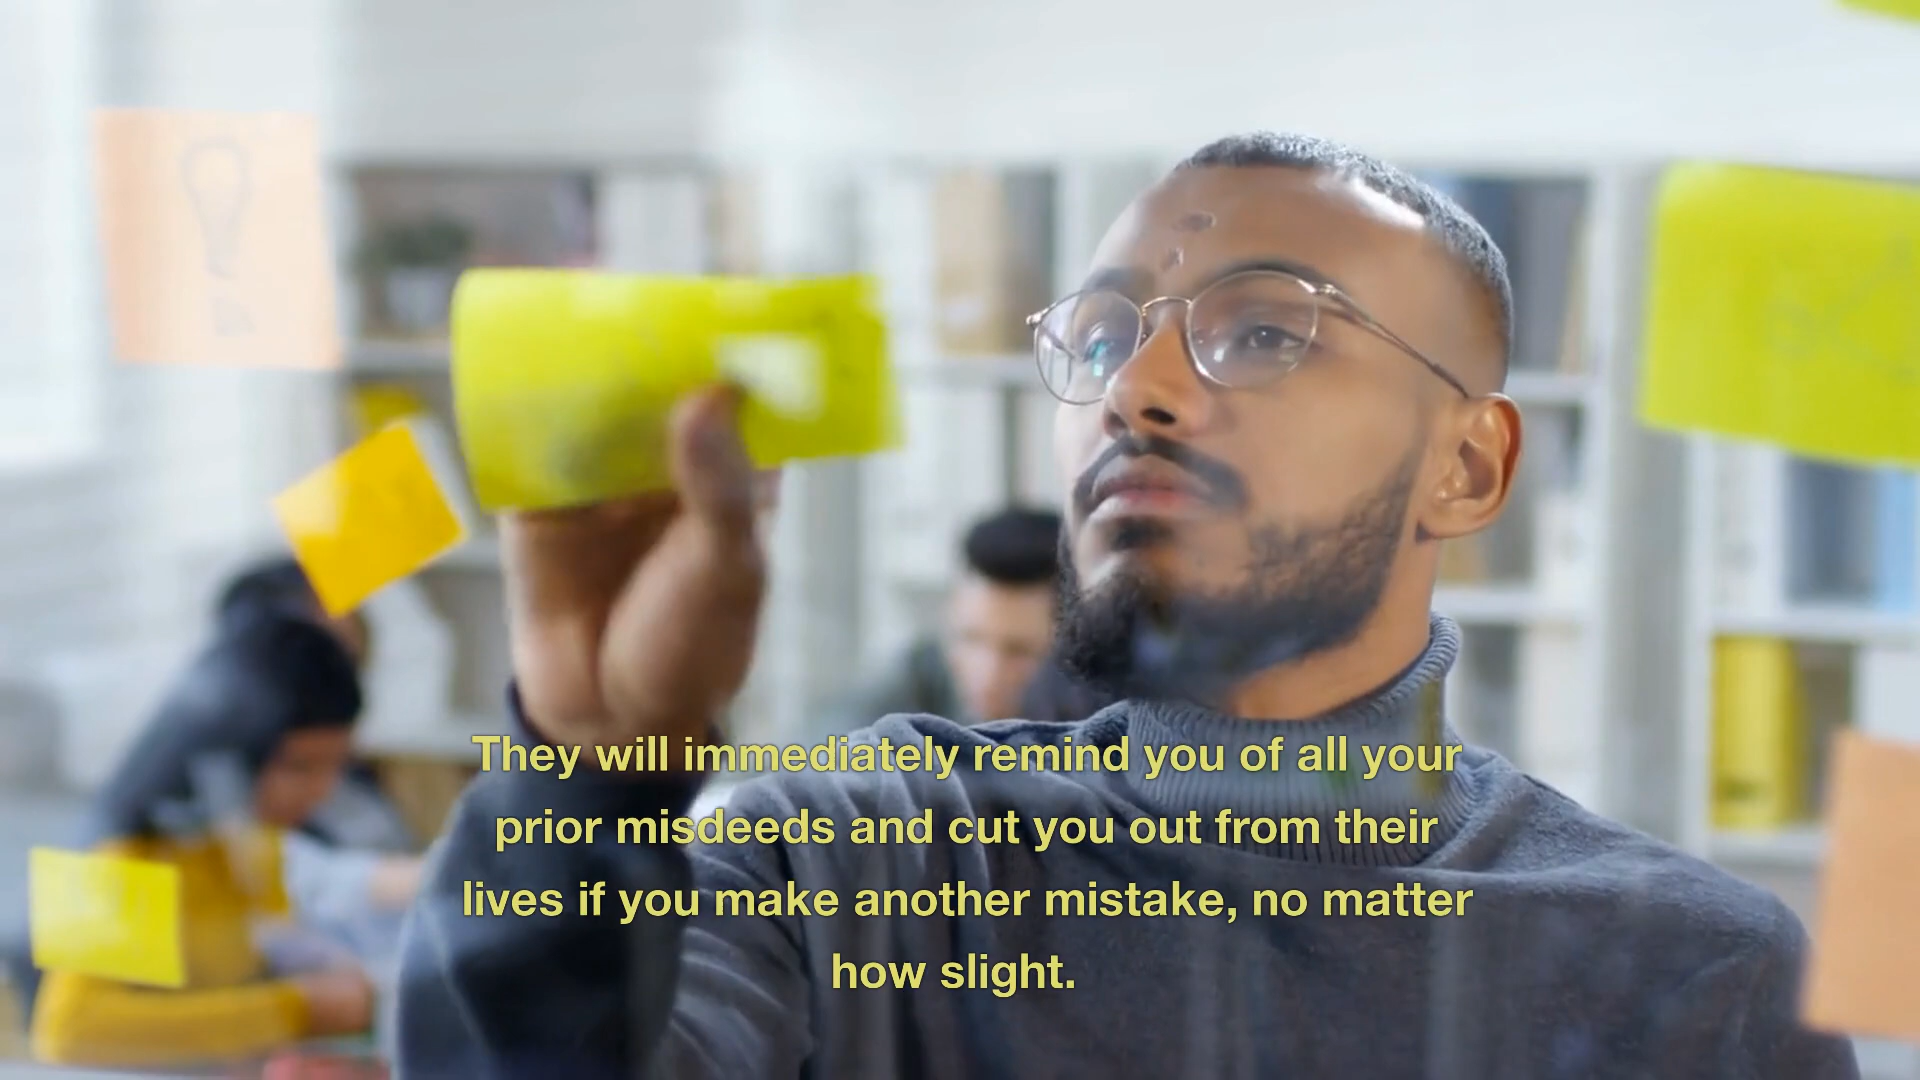 They will immediately remind you of all your
prior misdeeds and cut you out from their
lives if you make another mistake, no matter
how slight.